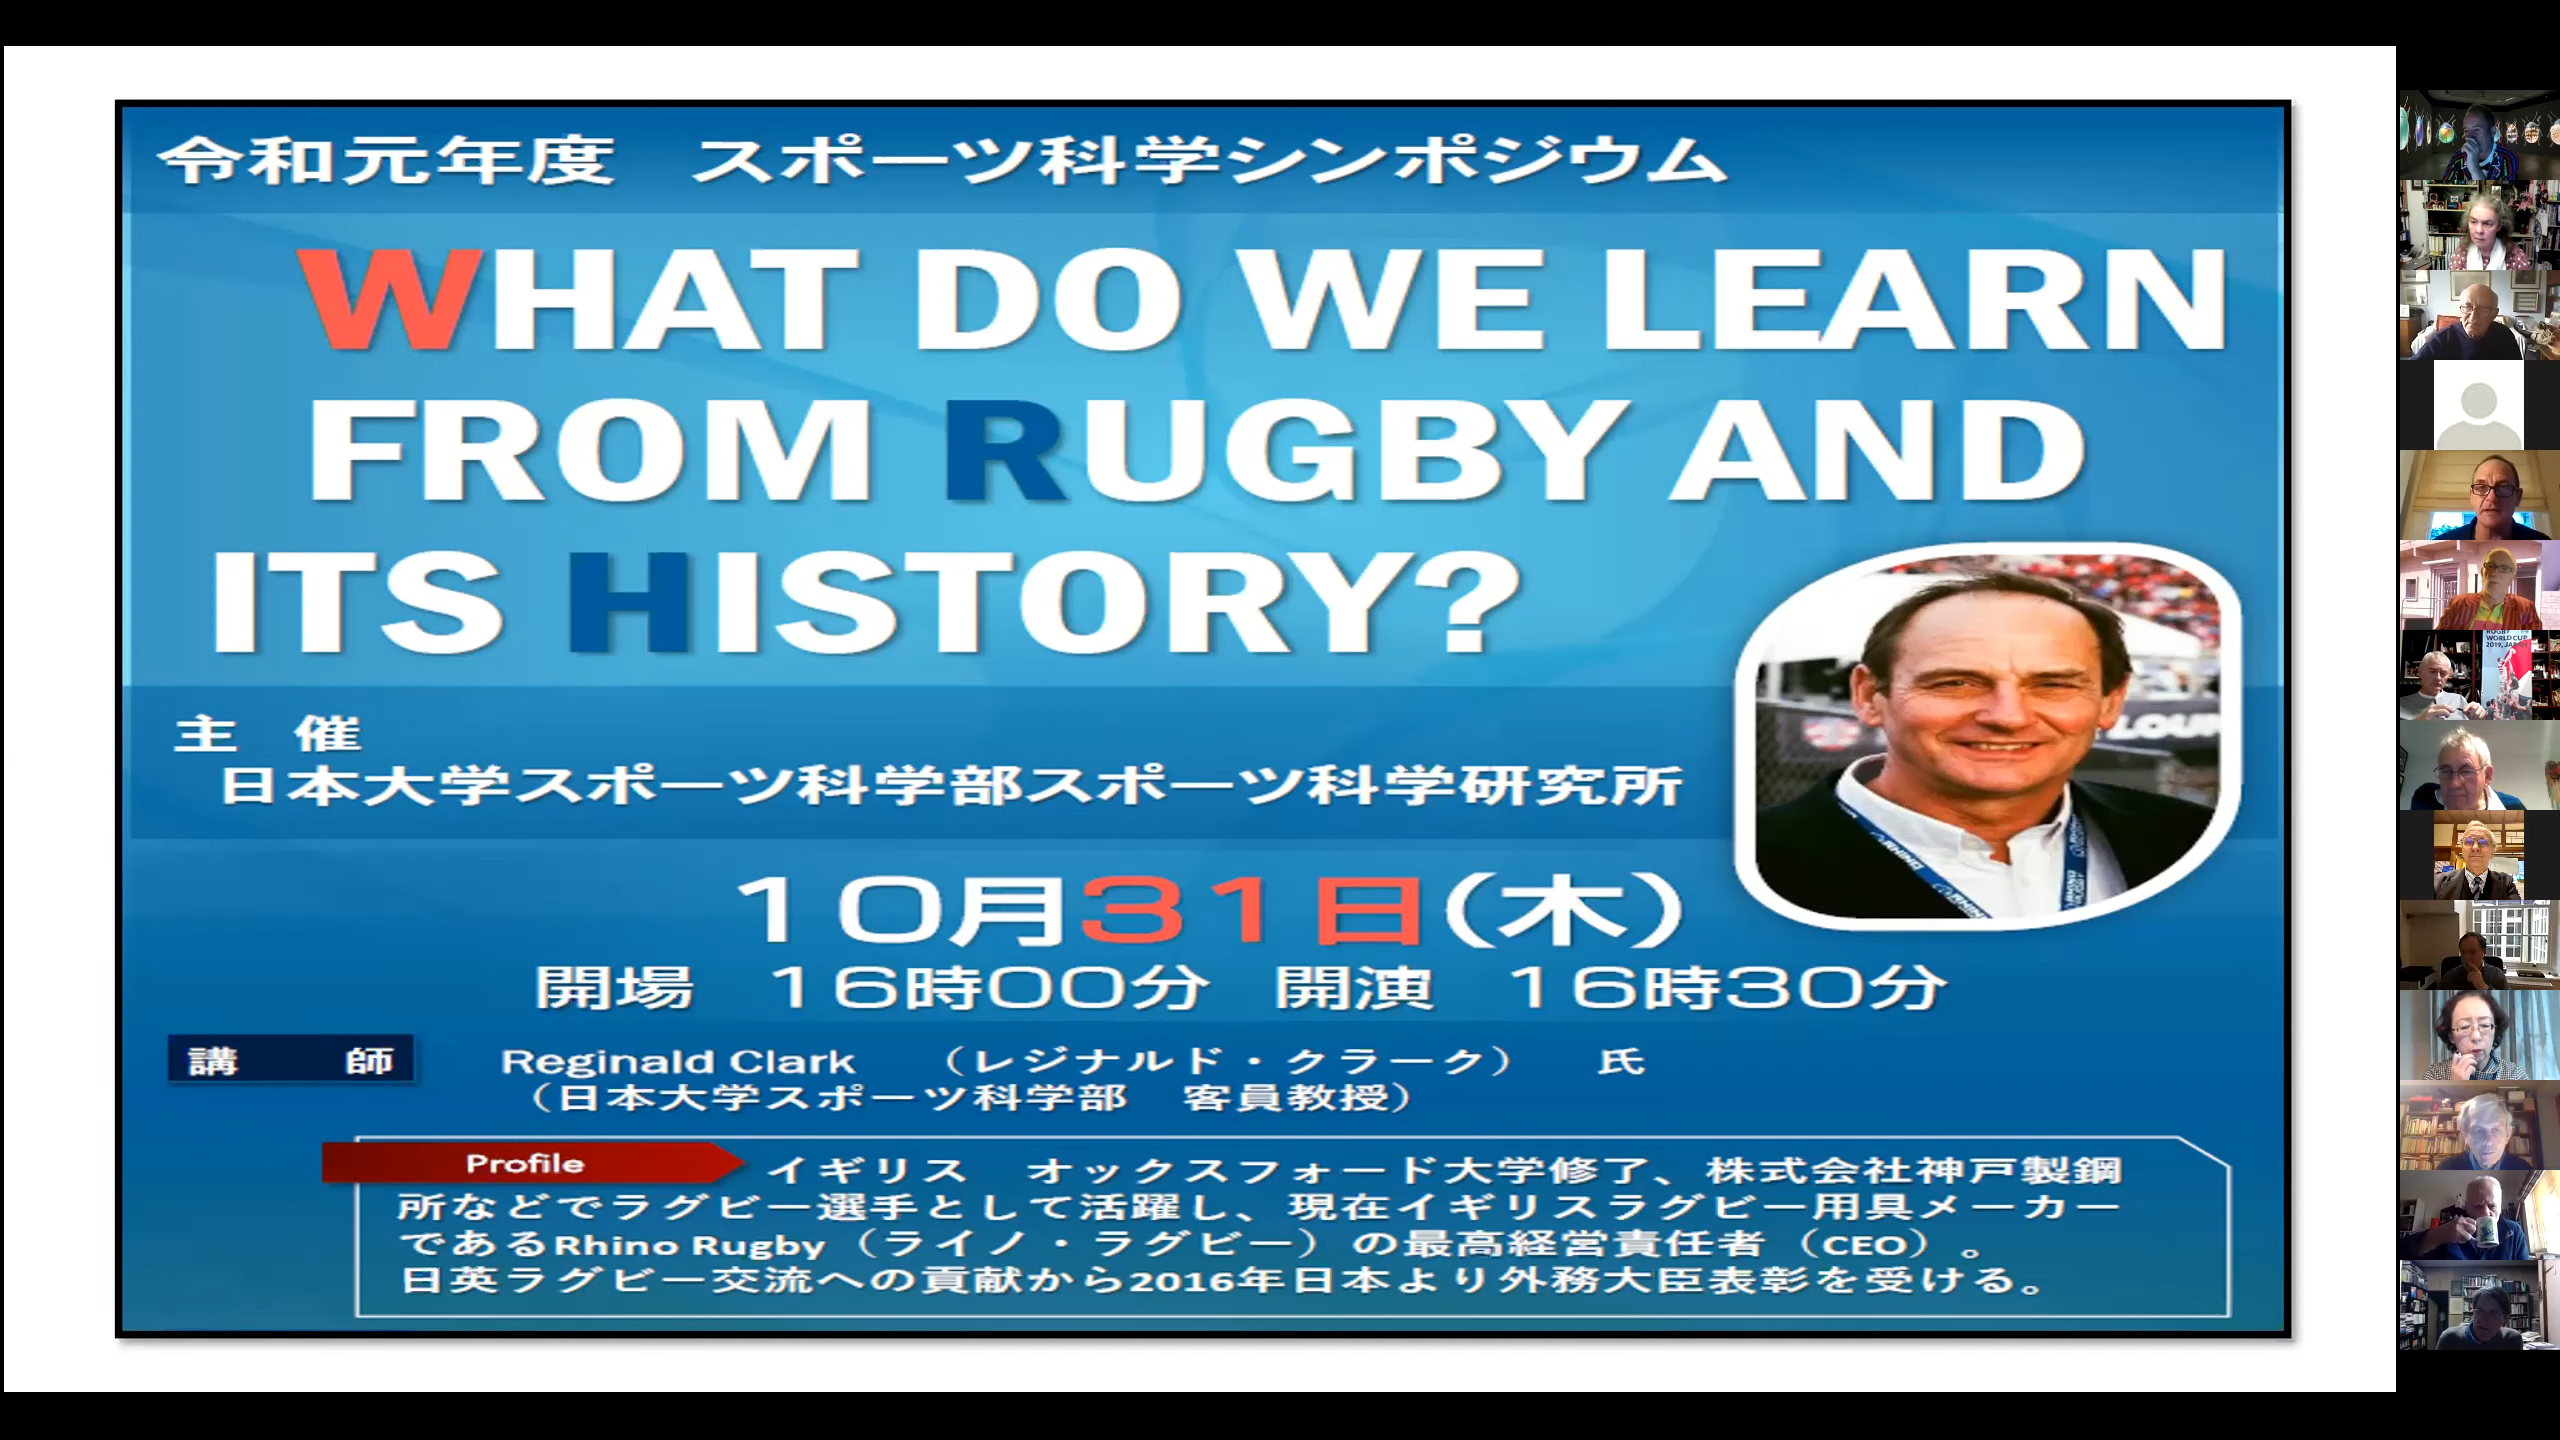 令和元年度　スポーツ科学シンポジウム
WHAT DO WE LEARN
FROM RUGBY AND
ITS HISTORY?
主　催
日本大学スポーツ科学部スポーツ科学研究所
10月31日(木)
開場　16時00分　開演　16時30分
講　師
Reginald Clark　（レジナルド・クラーク）　氏
（日本大学スポーツ科学部　客員教授）
Profile
イギリス　オックスフォード大学修了、株式会社神戸製鋼
所などでラグビー選手として活躍し、現在イギリスラグビー用具メーカー
であるRhino Rugby（ライノ・ラグビー）の最高経営責任者（CEO）。
日英ラグビー交流への貢献から2016年日本より外務大臣表彰を受ける。
RUGBY
WORLD CUP
2019, JAPAN